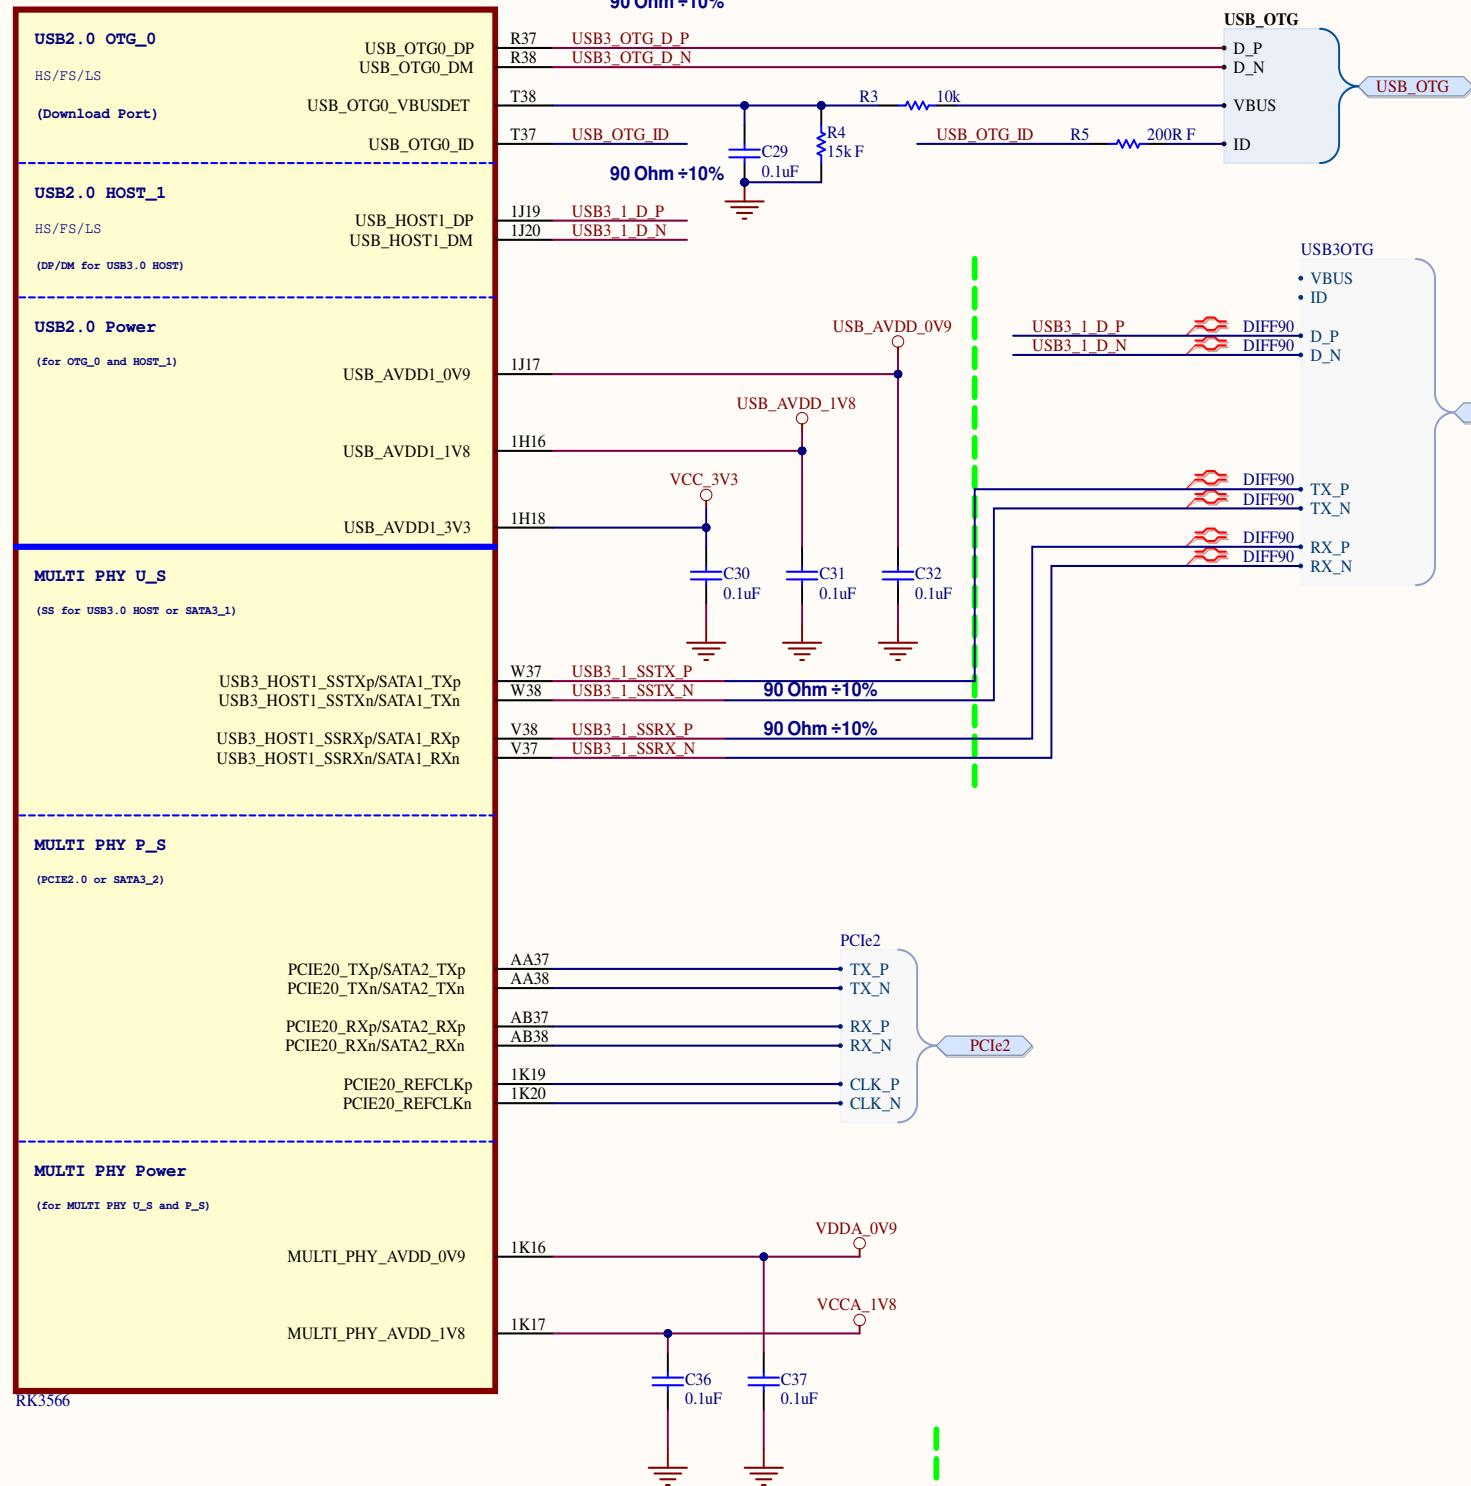 90 Ohm ÷10%
USB_OTG
USB2.0 OTG_0
HS/FS/LS
(Download Port)
USB_OTG0_DP R37 USB3_OTG_D_P D_P
USB_OTG0_DM R38 USB3_OTG_D_N D_N
USB_OTG
USB_OTG0_VBUSDET T38 R3 10k VBUS
USB_OTG0_ID T37 USB_OTG_ID USB_OTG_ID R5 200R F ID
R4
15k F
C29
0.1uF
90 Ohm ÷10%
USB2.0 HOST_1
HS/FS/LS
(DP/DM for USB3.0 HOST)
USB_HOST1_DP 1J19 USB3_1_D_P
USB_HOST1_DM 1J20 USB3_1_D_N
USB3OTG
VBUS
ID
USB3_1_D_P DIFF90 D_P
USB3_1_D_N DIFF90 D_N
USB2.0 Power
(for OTG_0 and HOST_1)
USB_AVDD_0V9
USB_AVDD1_0V9 1J17
USB_AVDD_1V8
USB_AVDD1_1V8 1H16
VCC_3V3
USB_AVDD1_3V3 1H18
DIFF90 TX_P
DIFF90 TX_N
DIFF90 RX_P
DIFF90 RX_N
C30
0.1uF
C31
0.1uF
C32
0.1uF
MULTI PHY U_S
(SS for USB3.0 HOST or SATA3_1)
USB3_HOST1_SSTXp/SATA1_TXp W37 USB3_1_SSTX_P
USB3_HOST1_SSTXn/SATA1_TXn W38 USB3_1_SSTX_N
90 Ohm ÷10%
USB3_HOST1_SSRXp/SATA1_RXp V38 USB3_1_SSRX_P
USB3_HOST1_SSRXn/SATA1_RXn V37 USB3_1_SSRX_N
90 Ohm ÷10%
MULTI PHY P_S
(PCIE2.0 or SATA3_2)
PCIe2
PCIE20_TXp/SATA2_TXp AA37 TX_P
PCIE20_TXn/SATA2_TXn AA38 TX_N
PCIE20_RXp/SATA2_RXp AB37 RX_P
PCIE20_RXn/SATA2_RXn AB38 RX_N
PCIe2
PCIE20_REFCLKp 1K19 CLK_P
PCIE20_REFCLKn 1K20 CLK_N
MULTI PHY Power
(for MULTI PHY U_S and P_S)
VDDA_0V9
MULTI_PHY_AVDD_0V9 1K16
VCCA_1V8
MULTI_PHY_AVDD_1V8 1K17
C36
0.1uF
C37
0.1uF
RK3566